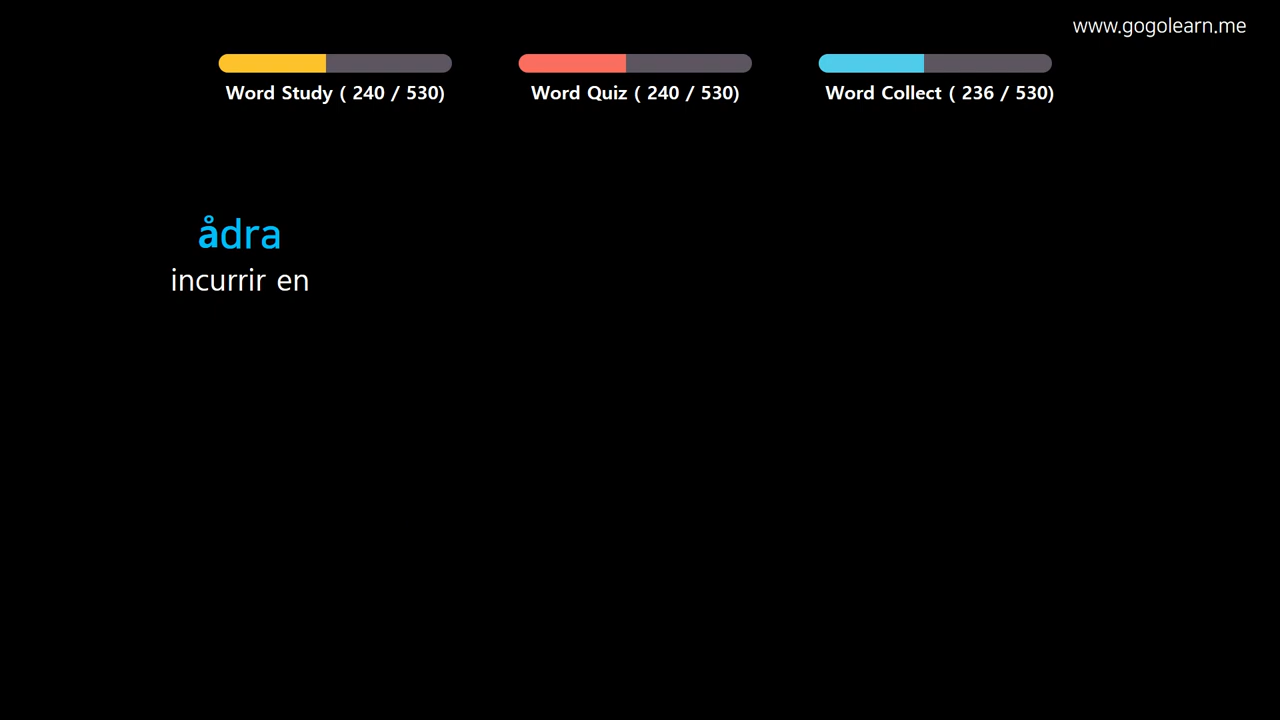 www.gogolearn.me
Word Study ( 240 / 530)
Word Quiz ( 240 / 530)
Word Collect ( 236 / 530)
ådra
incurrir en